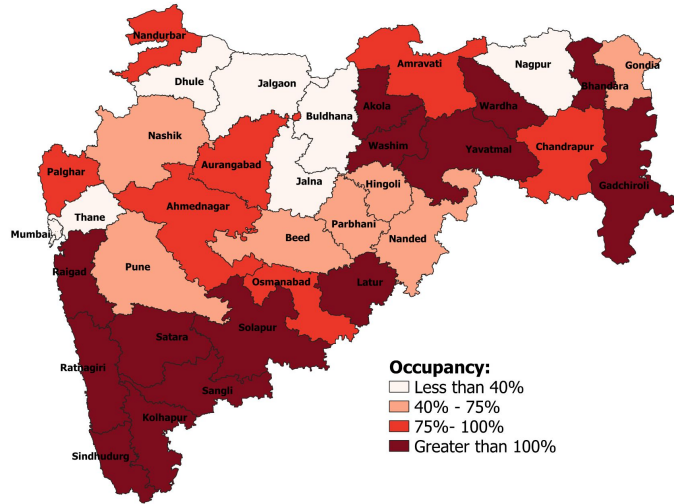 Nandurbar
Dhule
Jalgaon
Buldhana
Akola
Amravati
Nagpur
Wardha
Bhandara
Gondia
Nashik
Washim
Yavatmal
Chandrapur
Gadchiroli
Palghar
Aurangabad
Jalna
Hingoli
Thane
Ahmednagar
Parbhani
Nanded
Mumbai
Beed
Raigad
Pune
Osmanabad
Latur
Solapur
Satara
Ratnagiri
Sangli
Kolhapur
Sindhudurg
Occupancy:
Less than 40%
40% - 75%
75%- 100%
Greater than 100%